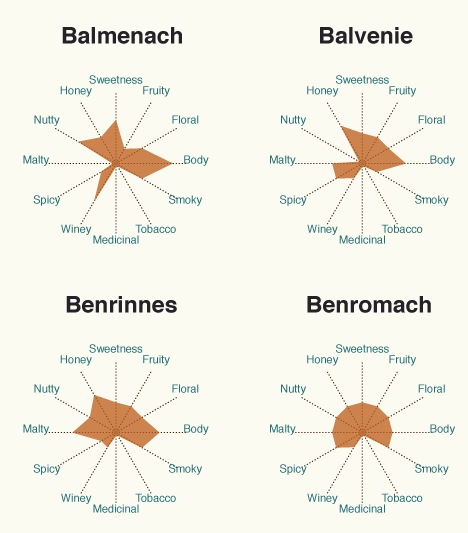 Balmenach
Sweetness
Honey
Fruity
Nutty
Floral
Malty
Body
Spicy
Smoky
Winey
Tobacco
Medicinal
Balvenie
Sweetness
Honey
Fruity
Nutty
Floral
Malty
Body
Spicy
Smoky
Winey
Tobacco
Medicinal
Benrinnes
Sweetness
Honey
Fruity
Nutty
Floral
Malty
Body
Spicy
Smoky
Winey
Tobacco
Medicinal
Benromach
Sweetness
Honey
Fruity
Nutty
Floral
Malty
Body
Spicy
Smoky
Winey
Tobacco
Medicinal